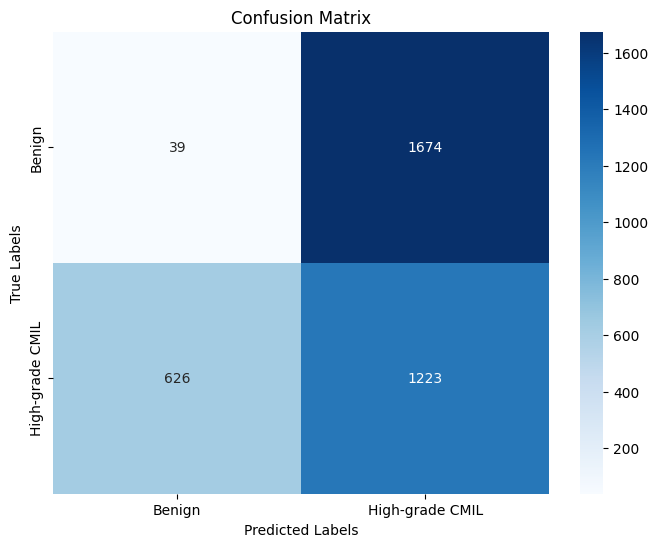 Confusion Matrix
True Labels
Benign
39
1674
High-grade CMIL
626
1223
Benign
High-grade CMIL
Predicted Labels
1600
1400
1200
1000
800
600
400
200